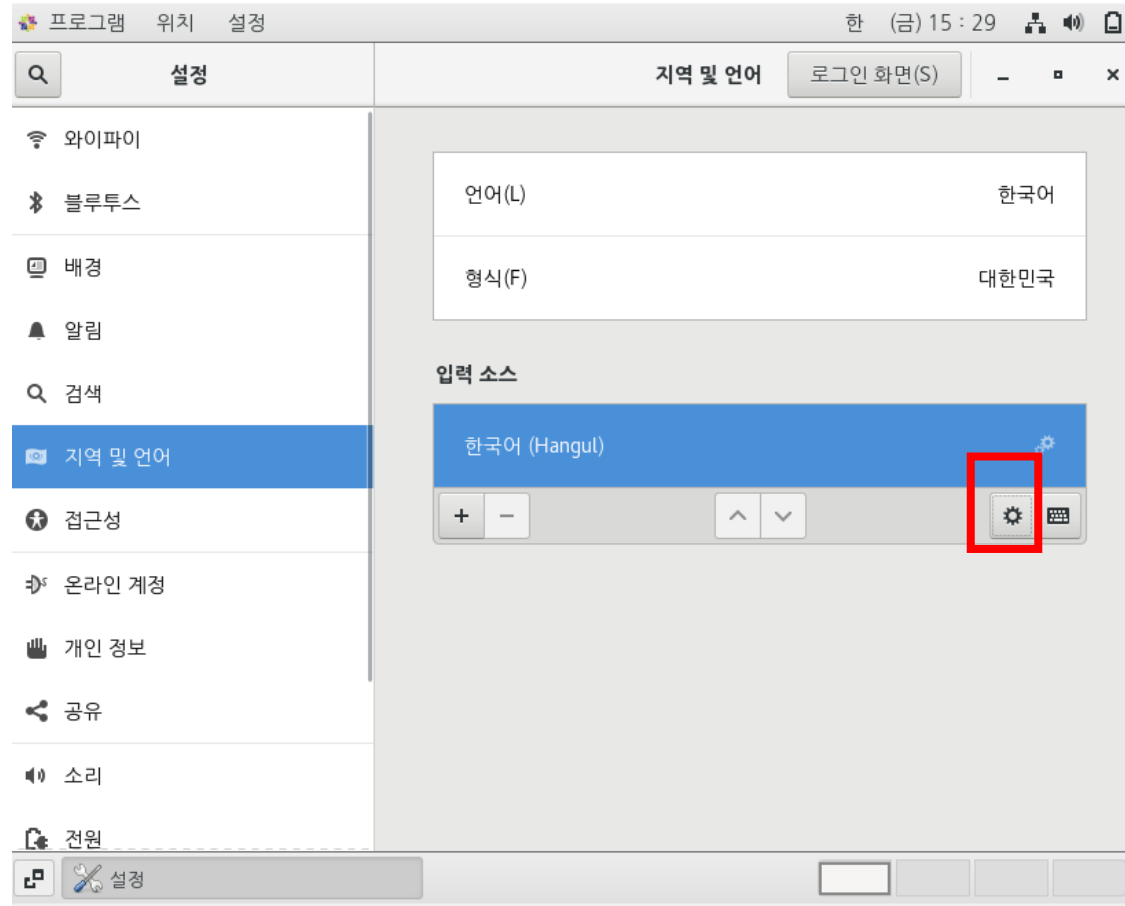 프로그램 위치 설정 한 (금) 15 : 29
설정 지역 및 언어 로그인 화면(S)
와이파이
블루투스
배경
알림
검색
지역 및 언어
접근성
온라인 계정
개인 정보
공유
소리
전원
언어(L) 한국어
형식(F) 대한민국
입력 소스
한국어 (Hangul)
설정